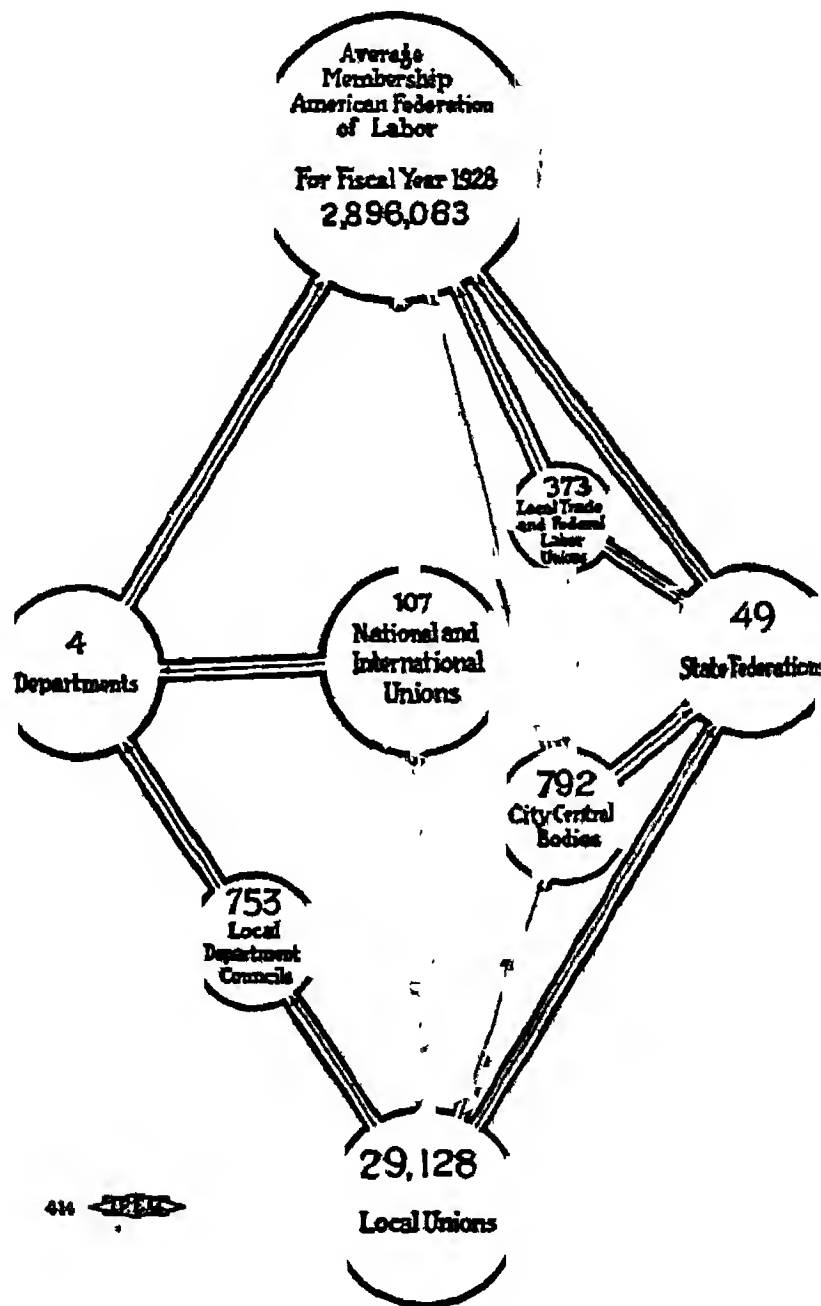 Average
Membership
American Federation
of Labor
For Fiscal Year 1928
2,896,063
373
Local Trade
and Federal
Labor
Unions
107
National and
International
Unions
4
Departments
49
State Federations
792
City Central
Bodies
753
Local
Department
Councils
29,128
Local Unions
414